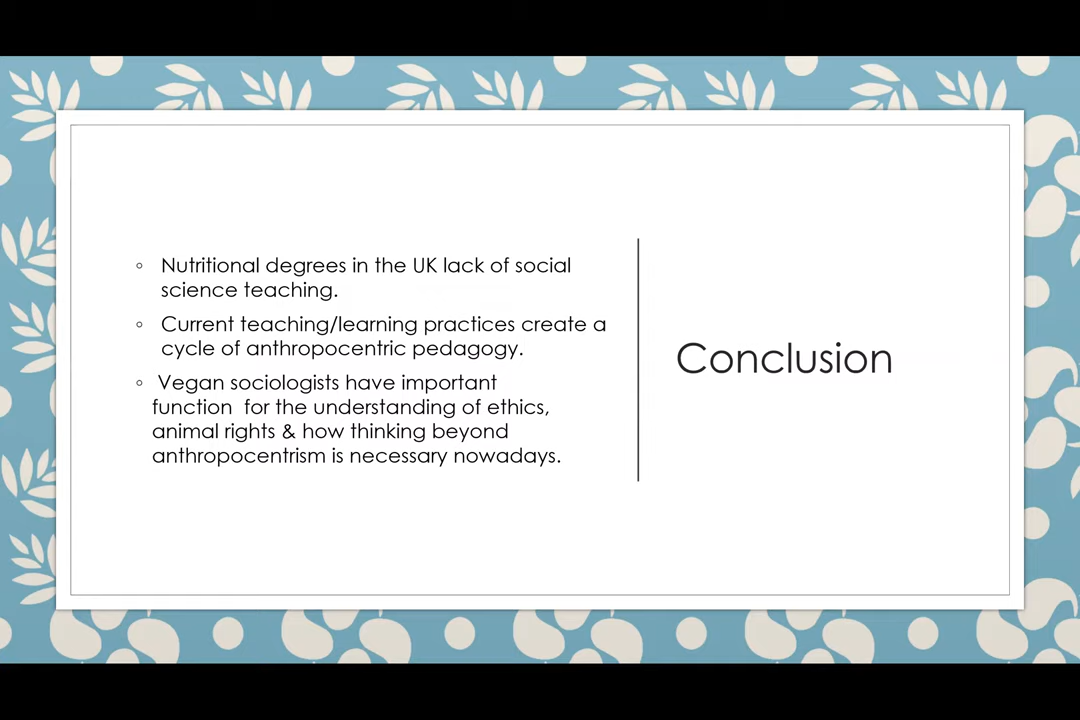 ◦ Nutritional degrees in the UK lack of social
science teaching.
◦ Current teaching/learning practices create a
cycle of anthropocentric pedagogy.
◦ Vegan sociologists have important
function for the understanding of ethics,
animal rights & how thinking beyond
anthropocentrism is necessary nowadays.
Conclusion